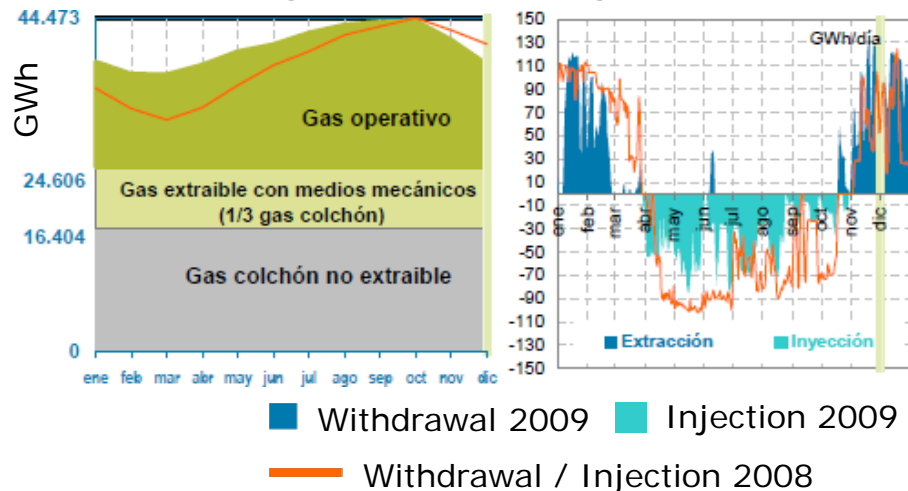 44.473
GWh
24.606
16.404
0
Gas operativo
Gas extraible con medios mecánicos
(1/3 gas colchón)
Gas colchón no extraible
ene feb mar abr may jun jul ago sep oct nov dic
150
130
110
90
70
50
30
10
-10
-30
-50
-70
-90
-110
-130
-150
GWh/día
ene feb mar abr may jun jul ago sep oct nov dic
Extracción Inyección
Withdrawal 2009 Injection 2009
Withdrawal / Injection 2008